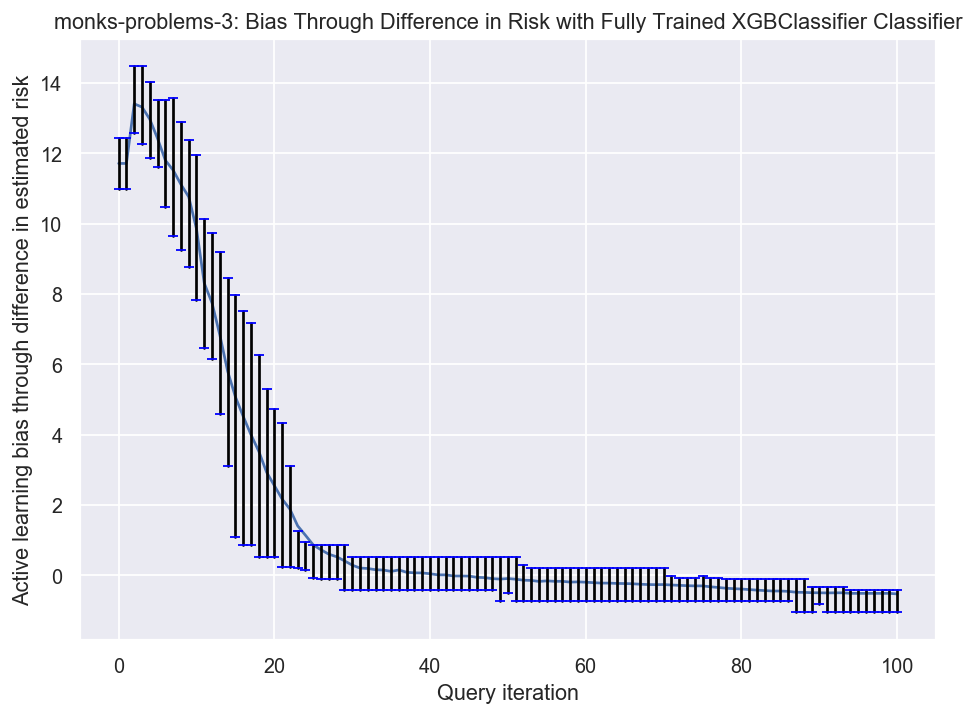 monks-problems-3: Bias Through Difference in Risk with Fully Trained XGBClassifier Classifier
Active learning bias through difference in estimated risk
14
12
10
8
6
4
2
0
0 20 40 60 80 100
Query iteration